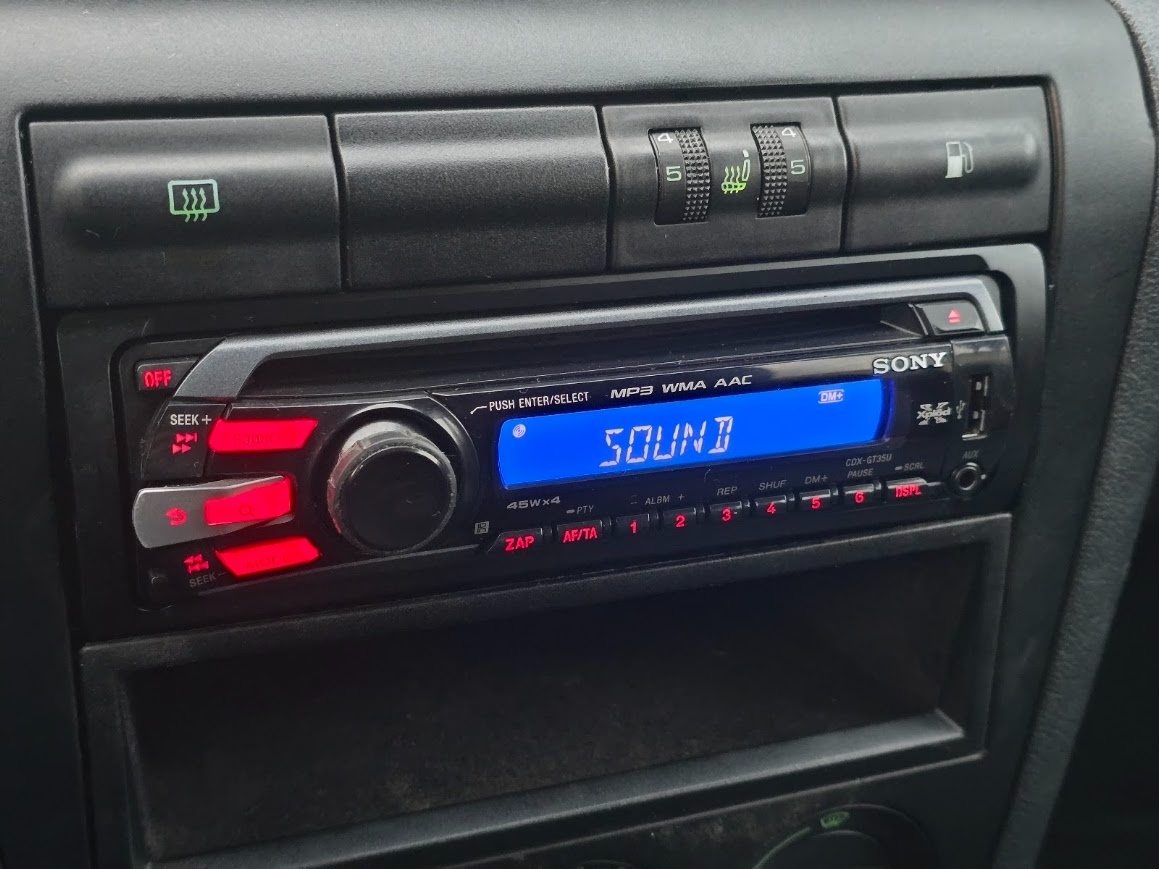 4 4
5 5
OFF
SONY
MP3 WMA AAC
PUSH ENTER/SELECT
SEEK +
DM+
Xplod
SOUND
CDX-GT35U
AUX
45W×4
PTY
ALBM +
REP
SHUF
DM+
PAUSE
SCRL
ZAP AF/TA 1 2 3 4 5 6 DSPL
SEEK -